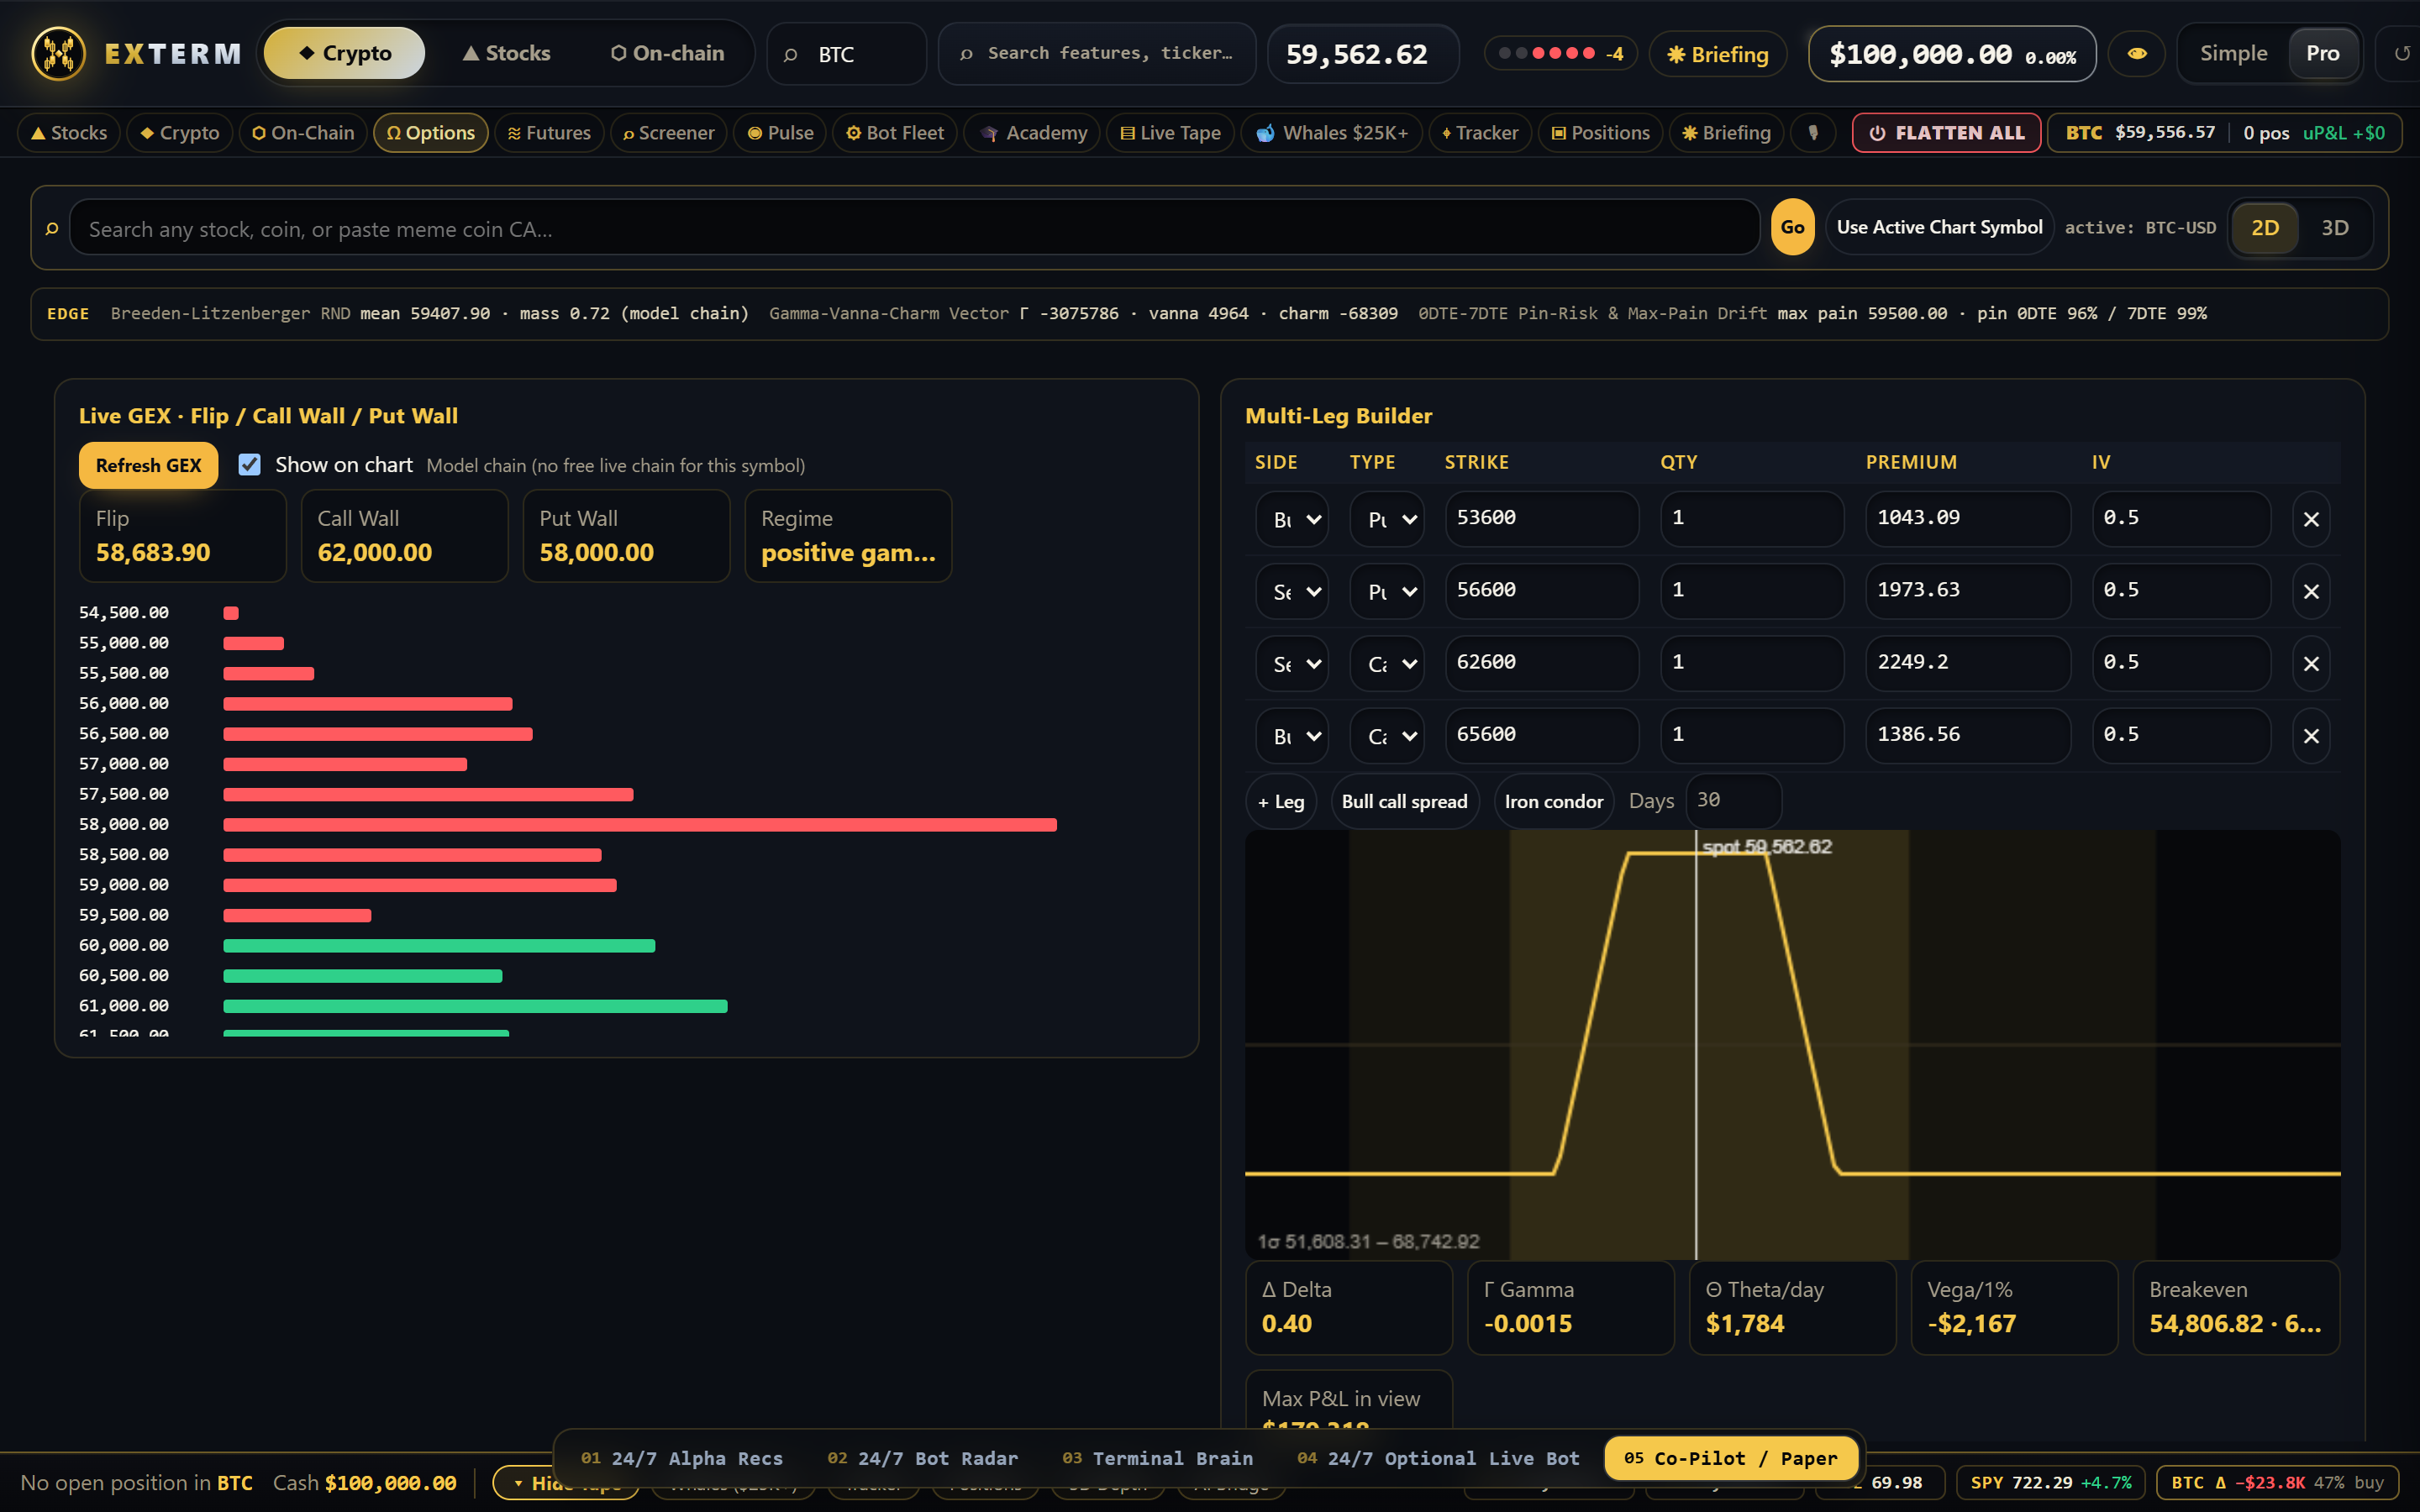 EXTERM
◆ Crypto
▲ Stocks
⬡ On-chain
BTC
Search features, ticker…
59,562.62
-4
Briefing
$100,000.00 0.00%
Simple
Pro
Stocks
Crypto
On-Chain
Ω Options
Futures
Screener
Pulse
Bot Fleet
Academy
Live Tape
Whales $25K+
Tracker
Positions
Briefing
FLATTEN ALL
BTC $59,556.57 0 pos uP&L +$0
Search any stock, coin, or paste meme coin CA...
Go
Use Active Chart Symbol
active: BTC-USD
2D
3D
EDGE Breeden-Litzenberger RND mean 59407.90 · mass 0.72 (model chain) Gamma-Vanna-Charm Vector Γ -3075786 · vanna 4964 · charm -68309 0DTE-7DTE Pin-Risk & Max-Pain Drift max pain 59500.00 · pin 0DTE 96% / 7DTE 99%
Live GEX · Flip / Call Wall / Put Wall
Refresh GEX
Show on chart
Model chain (no free live chain for this symbol)
Flip
58,683.90
Call Wall
62,000.00
Put Wall
58,000.00
Regime
positive gam...
54,500.00
55,000.00
55,500.00
56,000.00
56,500.00
57,000.00
57,500.00
58,000.00
58,500.00
59,000.00
59,500.00
60,000.00
60,500.00
61,000.00
61,500.00
Multi-Leg Builder
SIDE TYPE STRIKE QTY PREMIUM IV
Bu Pu 53600 1 1043.09 0.5 ✕
Se Pu 56600 1 1973.63 0.5 ✕
Se Ca 62600 1 2249.2 0.5 ✕
Bu Ca 65600 1 1386.56 0.5 ✕
+ Leg
Bull call spread
Iron condor
Days 30
spot 59,562.62
1σ 51,608.31 – 68,742.92
Δ Delta
0.40
Γ Gamma
-0.0015
Θ Theta/day
$1,784
Vega/1%
-$2,167
Breakeven
54,806.82 · 6...
Max P&L in view
01 24/7 Alpha Recs
02 24/7 Bot Radar
03 Terminal Brain
04 24/7 Optional Live Bot
05 Co-Pilot / Paper
No open position in BTC
Cash $100,000.00
69.98
SPY 722.29 +4.7%
BTC Δ −$23.8K 47% buy